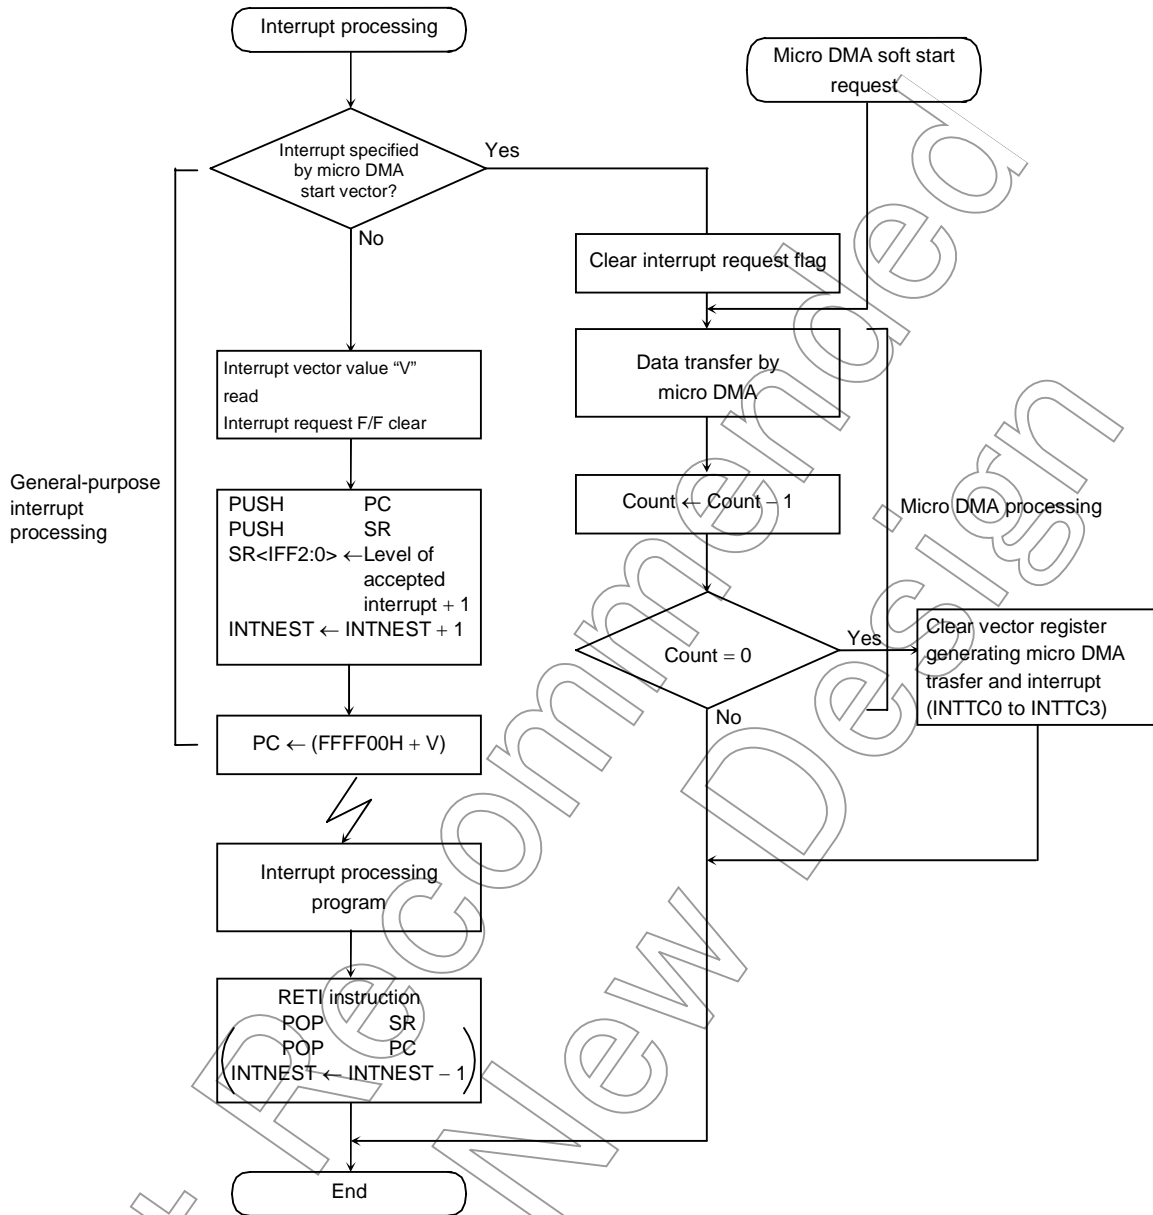 Interrupt processing
Micro DMA soft start
request
Interrupt specified
by micro DMA
start vector?
Yes
No
Clear interrupt request flag
Interrupt vector value “V”
read
Interrupt request F/F clear
Data transfer by
micro DMA
General-purpose
interrupt
processing
PUSH PC
PUSH SR
SR<IFF2:0> ← Level of
accepted
interrupt + 1
INTNEST ← INTNEST + 1
Count ← Count − 1
Micro DMA processing
Count = 0
Yes
No
Clear vector register
generating micro DMA
trasfer and interrupt
(INTTC0 to INTTC3)
PC ← (FFFF00H + V)
Interrupt processing
program
RETI instruction
POP SR
POP PC
INTNEST ← INTNEST − 1
End
Recommended
New Design